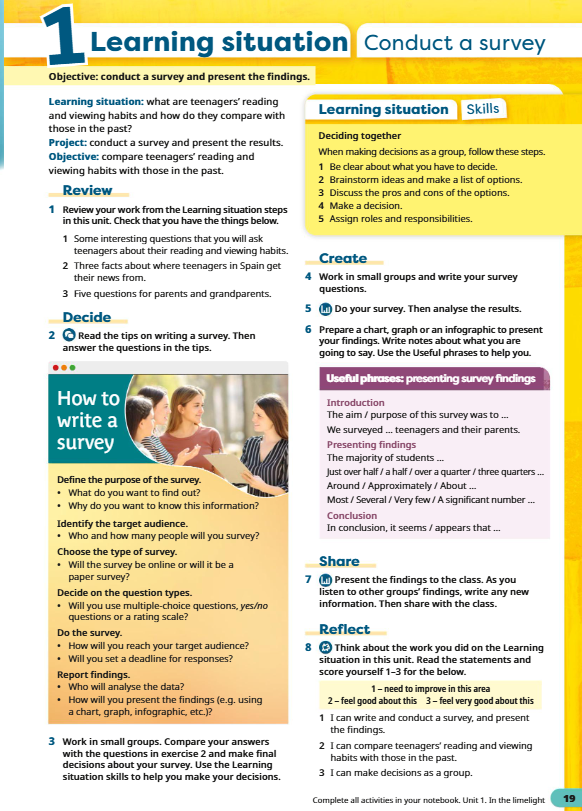 1 Learning situation Conduct a survey
Objective: conduct a survey and present the findings.
Learning situation: what are teenagers' reading
and viewing habits and how do they compare with
those in the past?
Project: conduct a survey and present the results.
Objective: compare teenagers' reading and
viewing habits with those in the past.
Review
1 Review your work from the Learning situation steps
in this unit. Check that you have the things below.
1 Some interesting questions that you will ask
teenagers about their reading and viewing habits.
2 Three facts about where teenagers in Spain get
their news from.
3 Five questions for parents and grandparents.
Decide
2 Read the tips on writing a survey. Then
answer the questions in the tips.
How to
write a
survey
Define the purpose of the survey.
• What do you want to find out?
• Why do you want to know this information?
Identify the target audience.
• Who and how many people will you survey?
Choose the type of survey.
• Will the survey be online or will it be a
paper survey?
Decide on the question types.
• Will you use multiple-choice questions, yes/no
questions or a rating scale?
Do the survey.
• How will you reach your target audience?
• Will you set a deadline for responses?
Report findings.
• Who will analyse the data?
• How will you present the findings (e.g. using
a chart, graph, infographic, etc.)?
3 Work in small groups. Compare your answers
with the questions in exercise 2 and make final
decisions about your survey. Use the Learning
situation skills to help you make your decisions.
Learning situation Skills
Deciding together
When making decisions as a group, follow these steps.
1 Be clear about what you have to decide.
2 Brainstorm ideas and make a list of options.
3 Discuss the pros and cons of the options.
4 Make a decision.
5 Assign roles and responsibilities.
Create
4 Work in small groups and write your survey
questions.
5 Do your survey. Then analyse the results.
6 Prepare a chart, graph or an infographic to present
your findings. Write notes about what you are
going to say. Use the Useful phrases to help you.
Useful phrases: presenting survey findings
Introduction
The aim / purpose of this survey was to ...
We surveyed ... teenagers and their parents.
Presenting findings
The majority of students ...
Just over half / a half / over a quarter / three quarters ...
Around / Approximately / About ...
Most / Several / Very few / A significant number ...
Conclusion
In conclusion, it seems / appears that ...
Share
7 Present the findings to the class. As you
listen to other groups' findings, write any new
information. Then share with the class.
Reflect
8 Think about the work you did on the Learning
situation in this unit. Read the statements and
score yourself 1–3 for the below.
1 – need to improve in this area
2 – feel good about this 3 – feel very good about this
1 I can write and conduct a survey, and present
the findings.
2 I can compare teenagers' reading and viewing
habits with those in the past.
3 I can make decisions as a group.
Complete all activities in your notebook. Unit 1. In the limelight 19